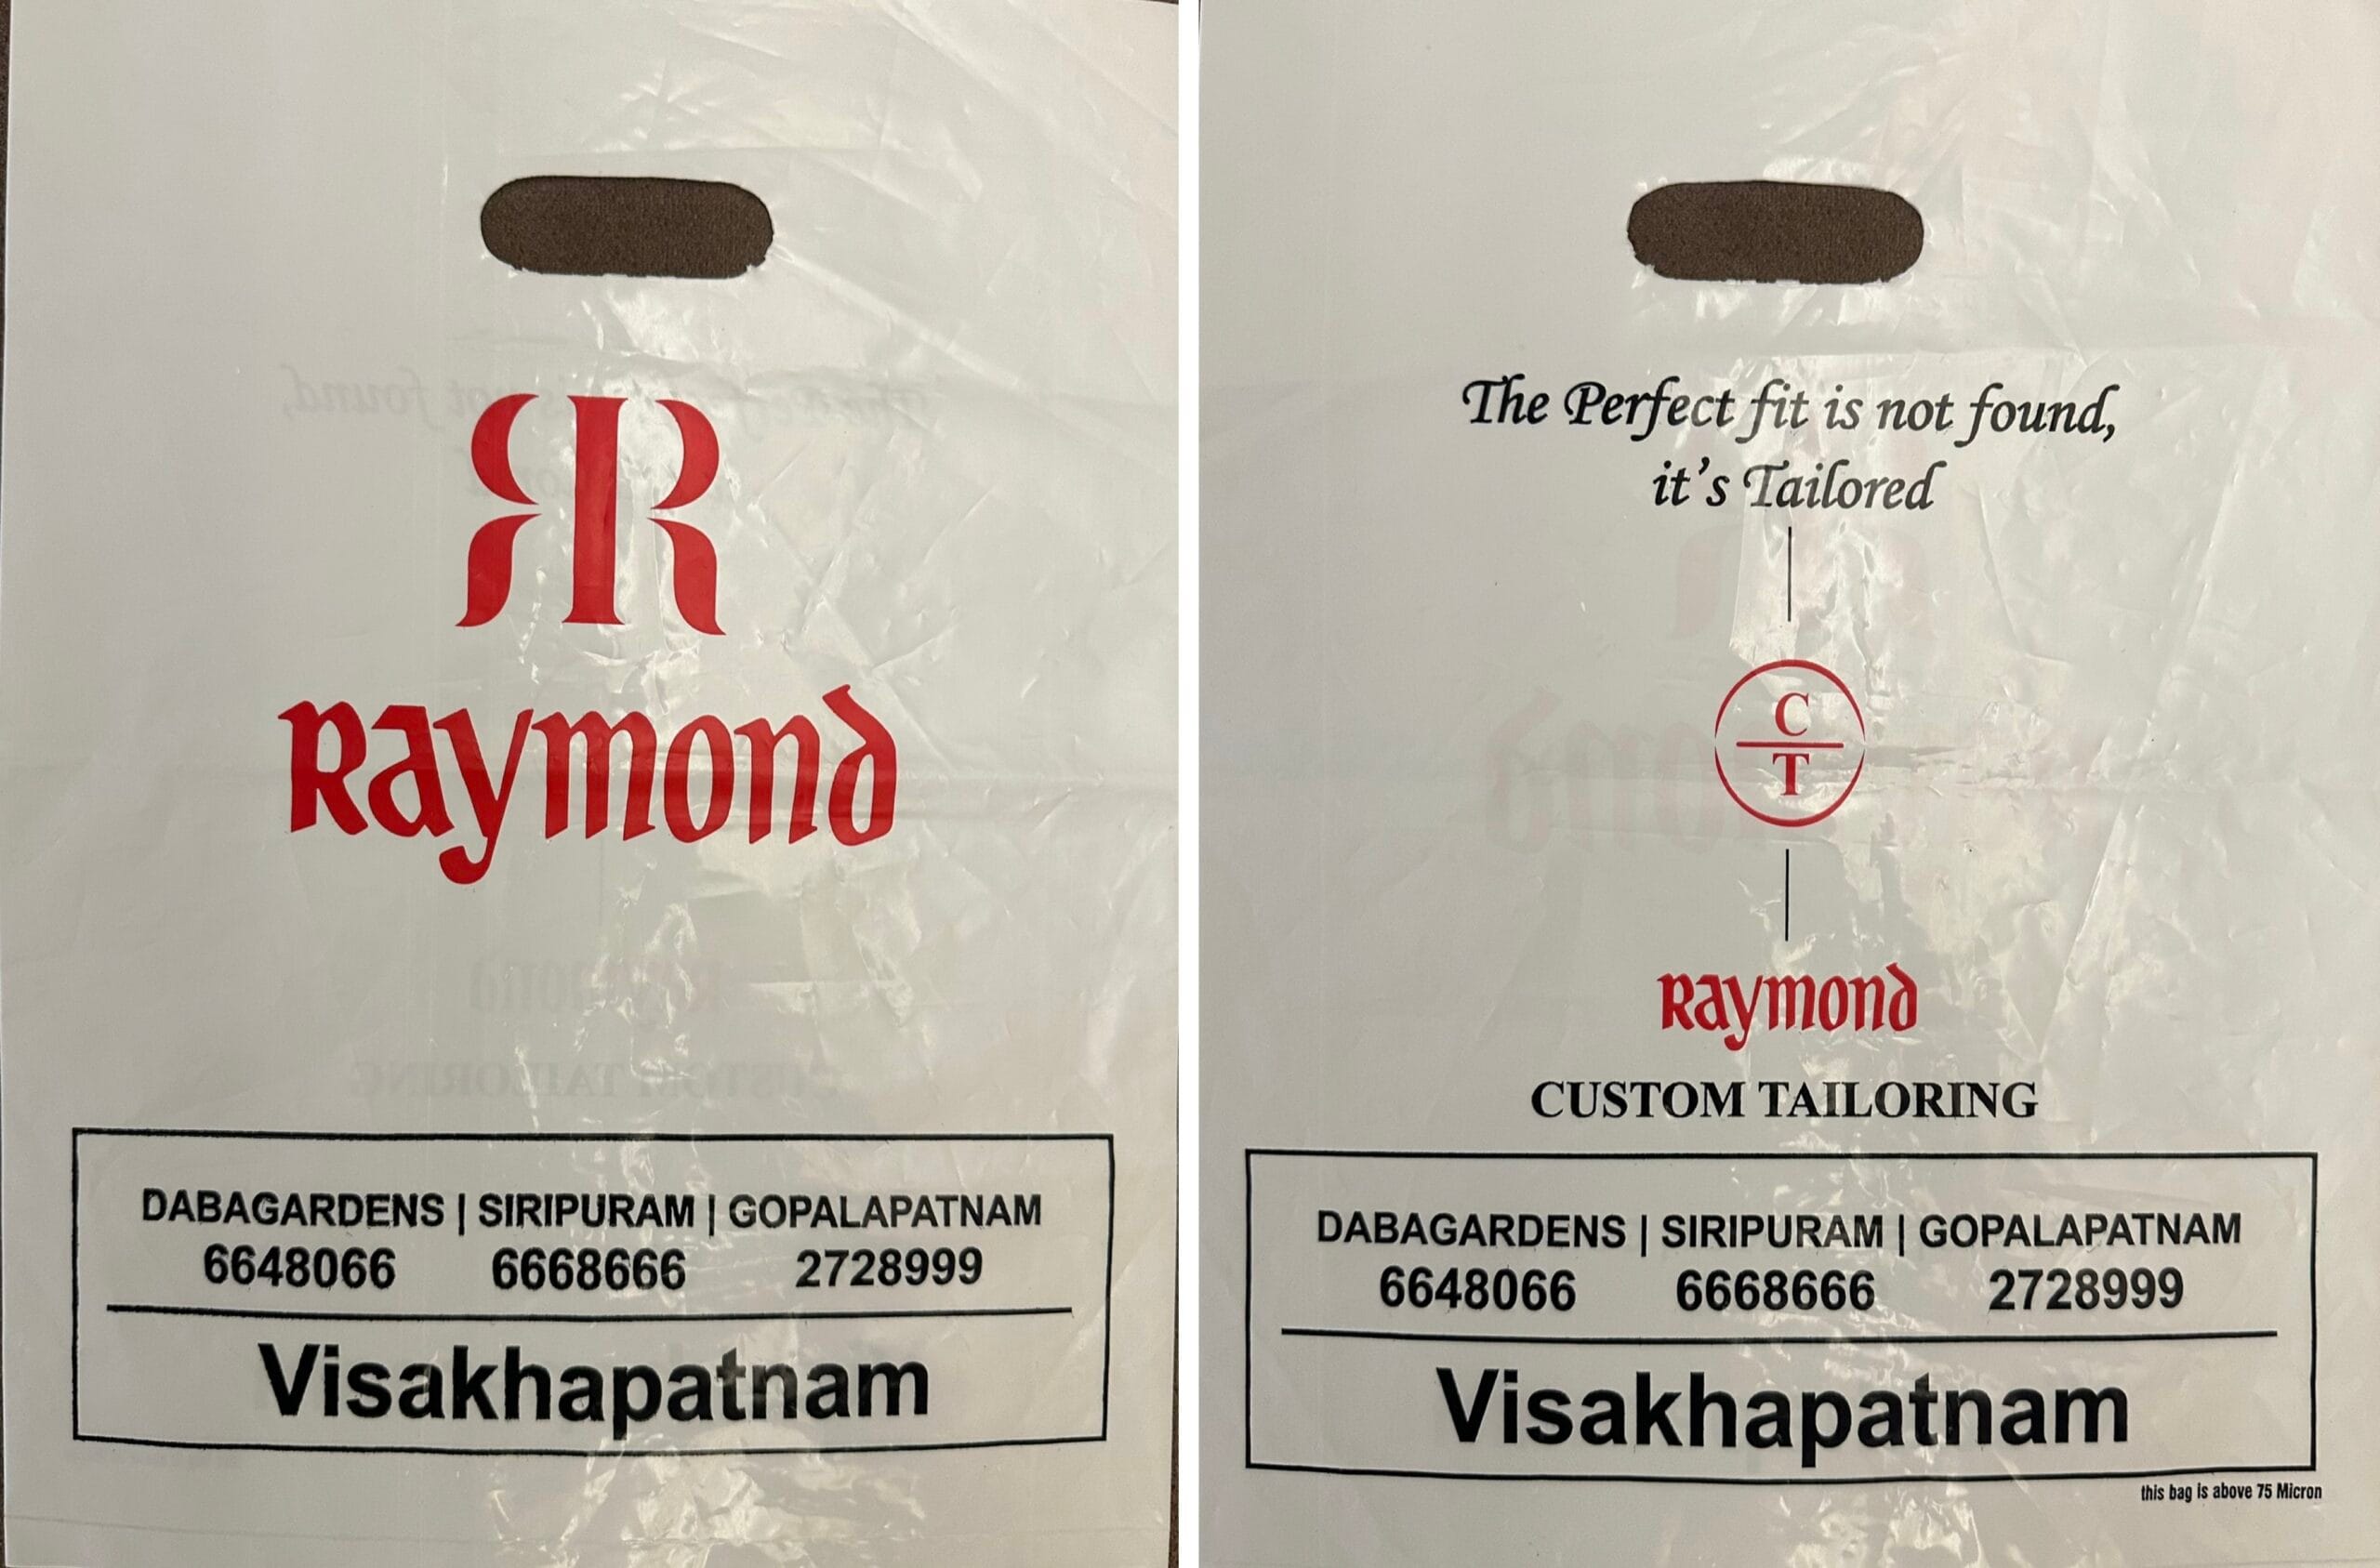 R
Raymond
DABAGARDENS | SIRIPURAM | GOPALAPATNAM
6648066 6668666 2728999
Visakhapatnam
The Perfect fit is not found,
it's Tailored
C
T
Raymond
CUSTOM TAILORING
DABAGARDENS | SIRIPURAM | GOPALAPATNAM
6648066 6668666 2728999
Visakhapatnam
this bag is above 75 Micron